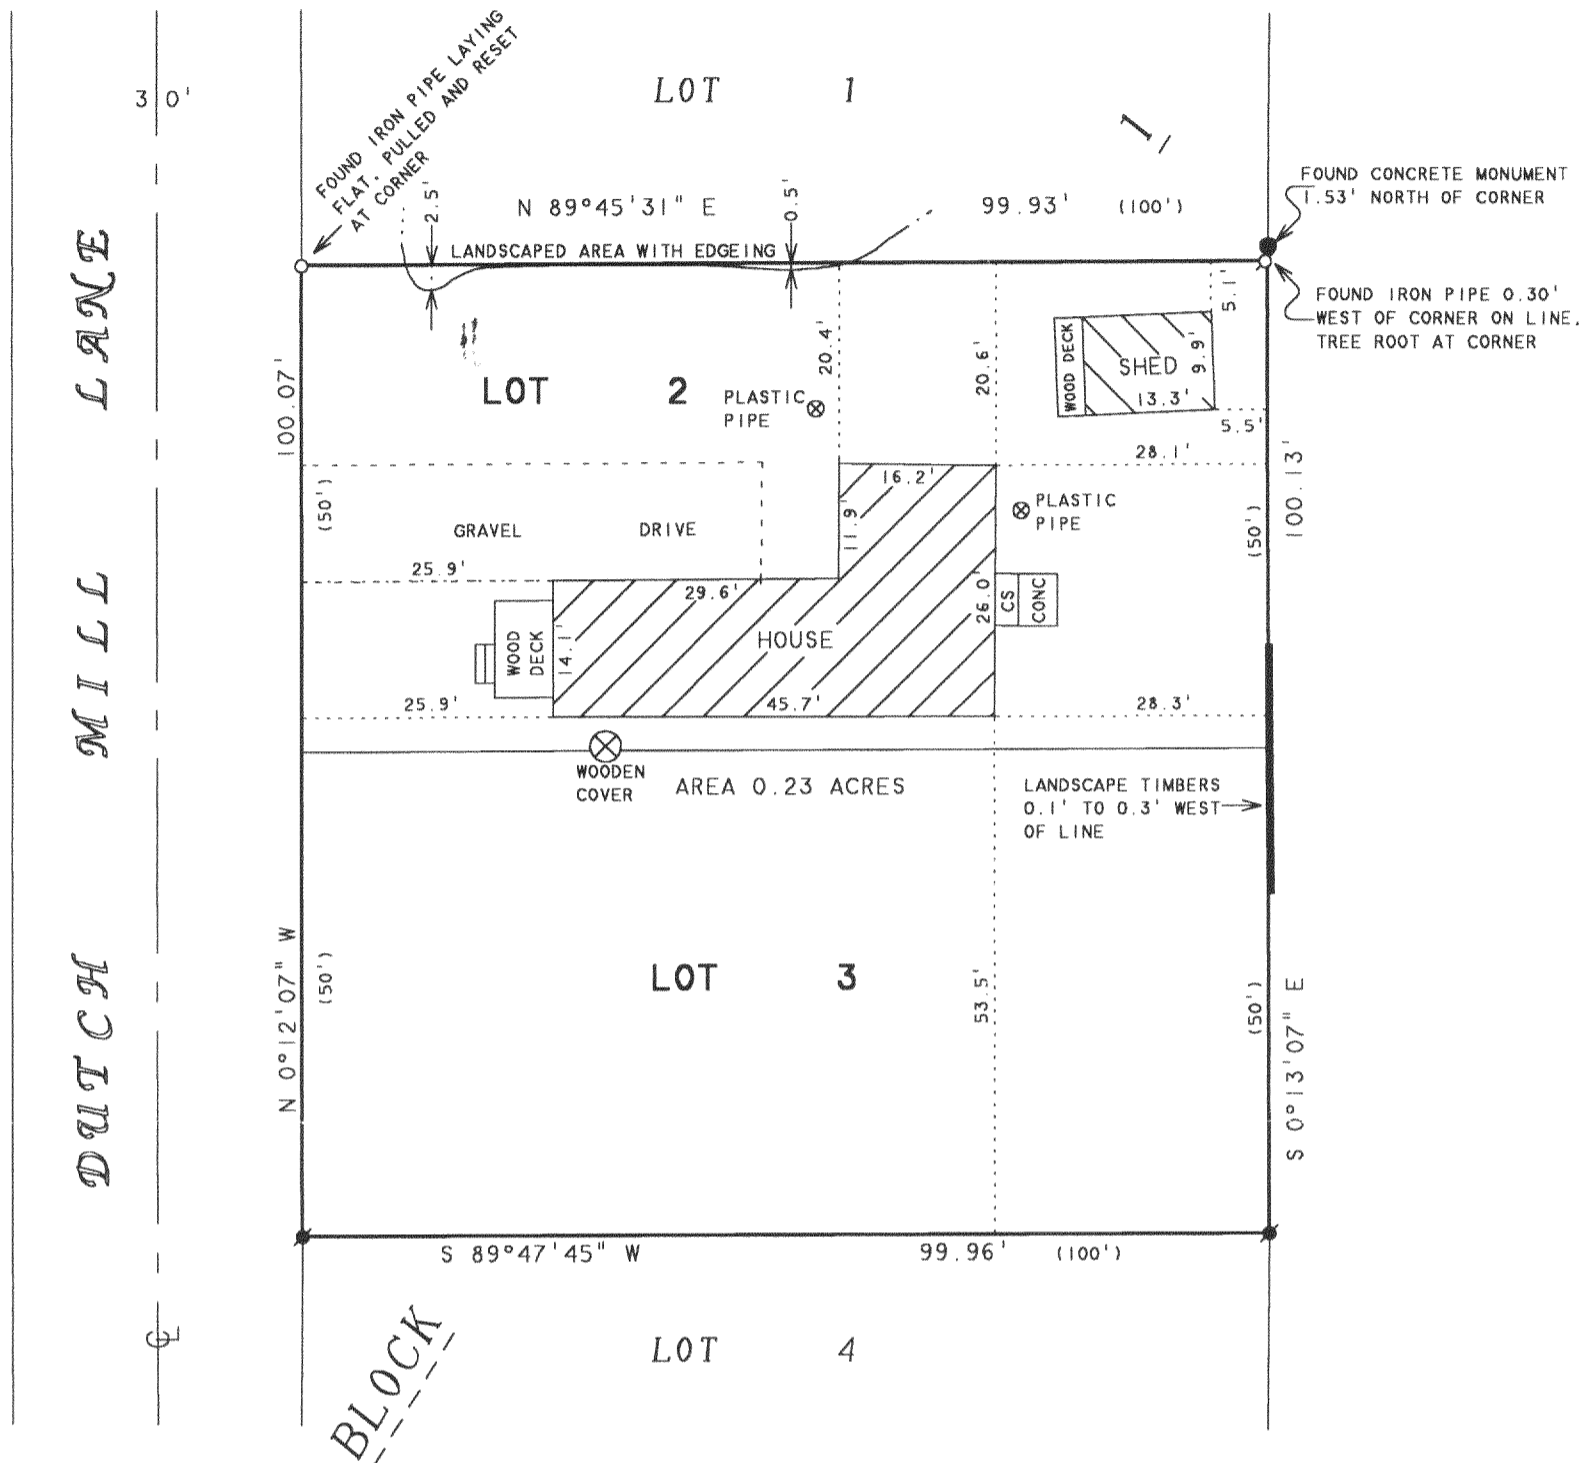 30'
LOT 1
1
FOUND IRON PIPE LAYING
FLAT. PULLED AND RESET
AT CORNER
2.5'
N 89°45'31" E
0.5'
99.93' (100')
FOUND CONCRETE MONUMENT
1.53' NORTH OF CORNER
LANDSCAPED AREA WITH EDGEING
FOUND IRON PIPE 0.30'
WEST OF CORNER ON LINE.
TREE ROOT AT CORNER
DUTCH MILL LANE
100.07'
LOT 2
PLASTIC
PIPE
20.4'
20.6'
WOOD DECK
SHED
9.9'
13.3'
5.1'
5.5'
28.1'
(50')
GRAVEL DRIVE
25.9'
16.2'
11.9'
PLASTIC
PIPE
(50')
100.13'
29.6'
HOUSE
26.0'
CS
CONC
WOOD
DECK
14.1'
25.9'
45.7'
28.3'
WOODEN
COVER
AREA 0.23 ACRES
LANDSCAPE TIMBERS
0.1' TO 0.3' WEST
OF LINE
N 0°12'07" W
(50')
LOT 3
53.5'
(50')
S 0°13'07" E
S 89°47'45" W
99.96' (100')
CL
BLOCK
LOT 4